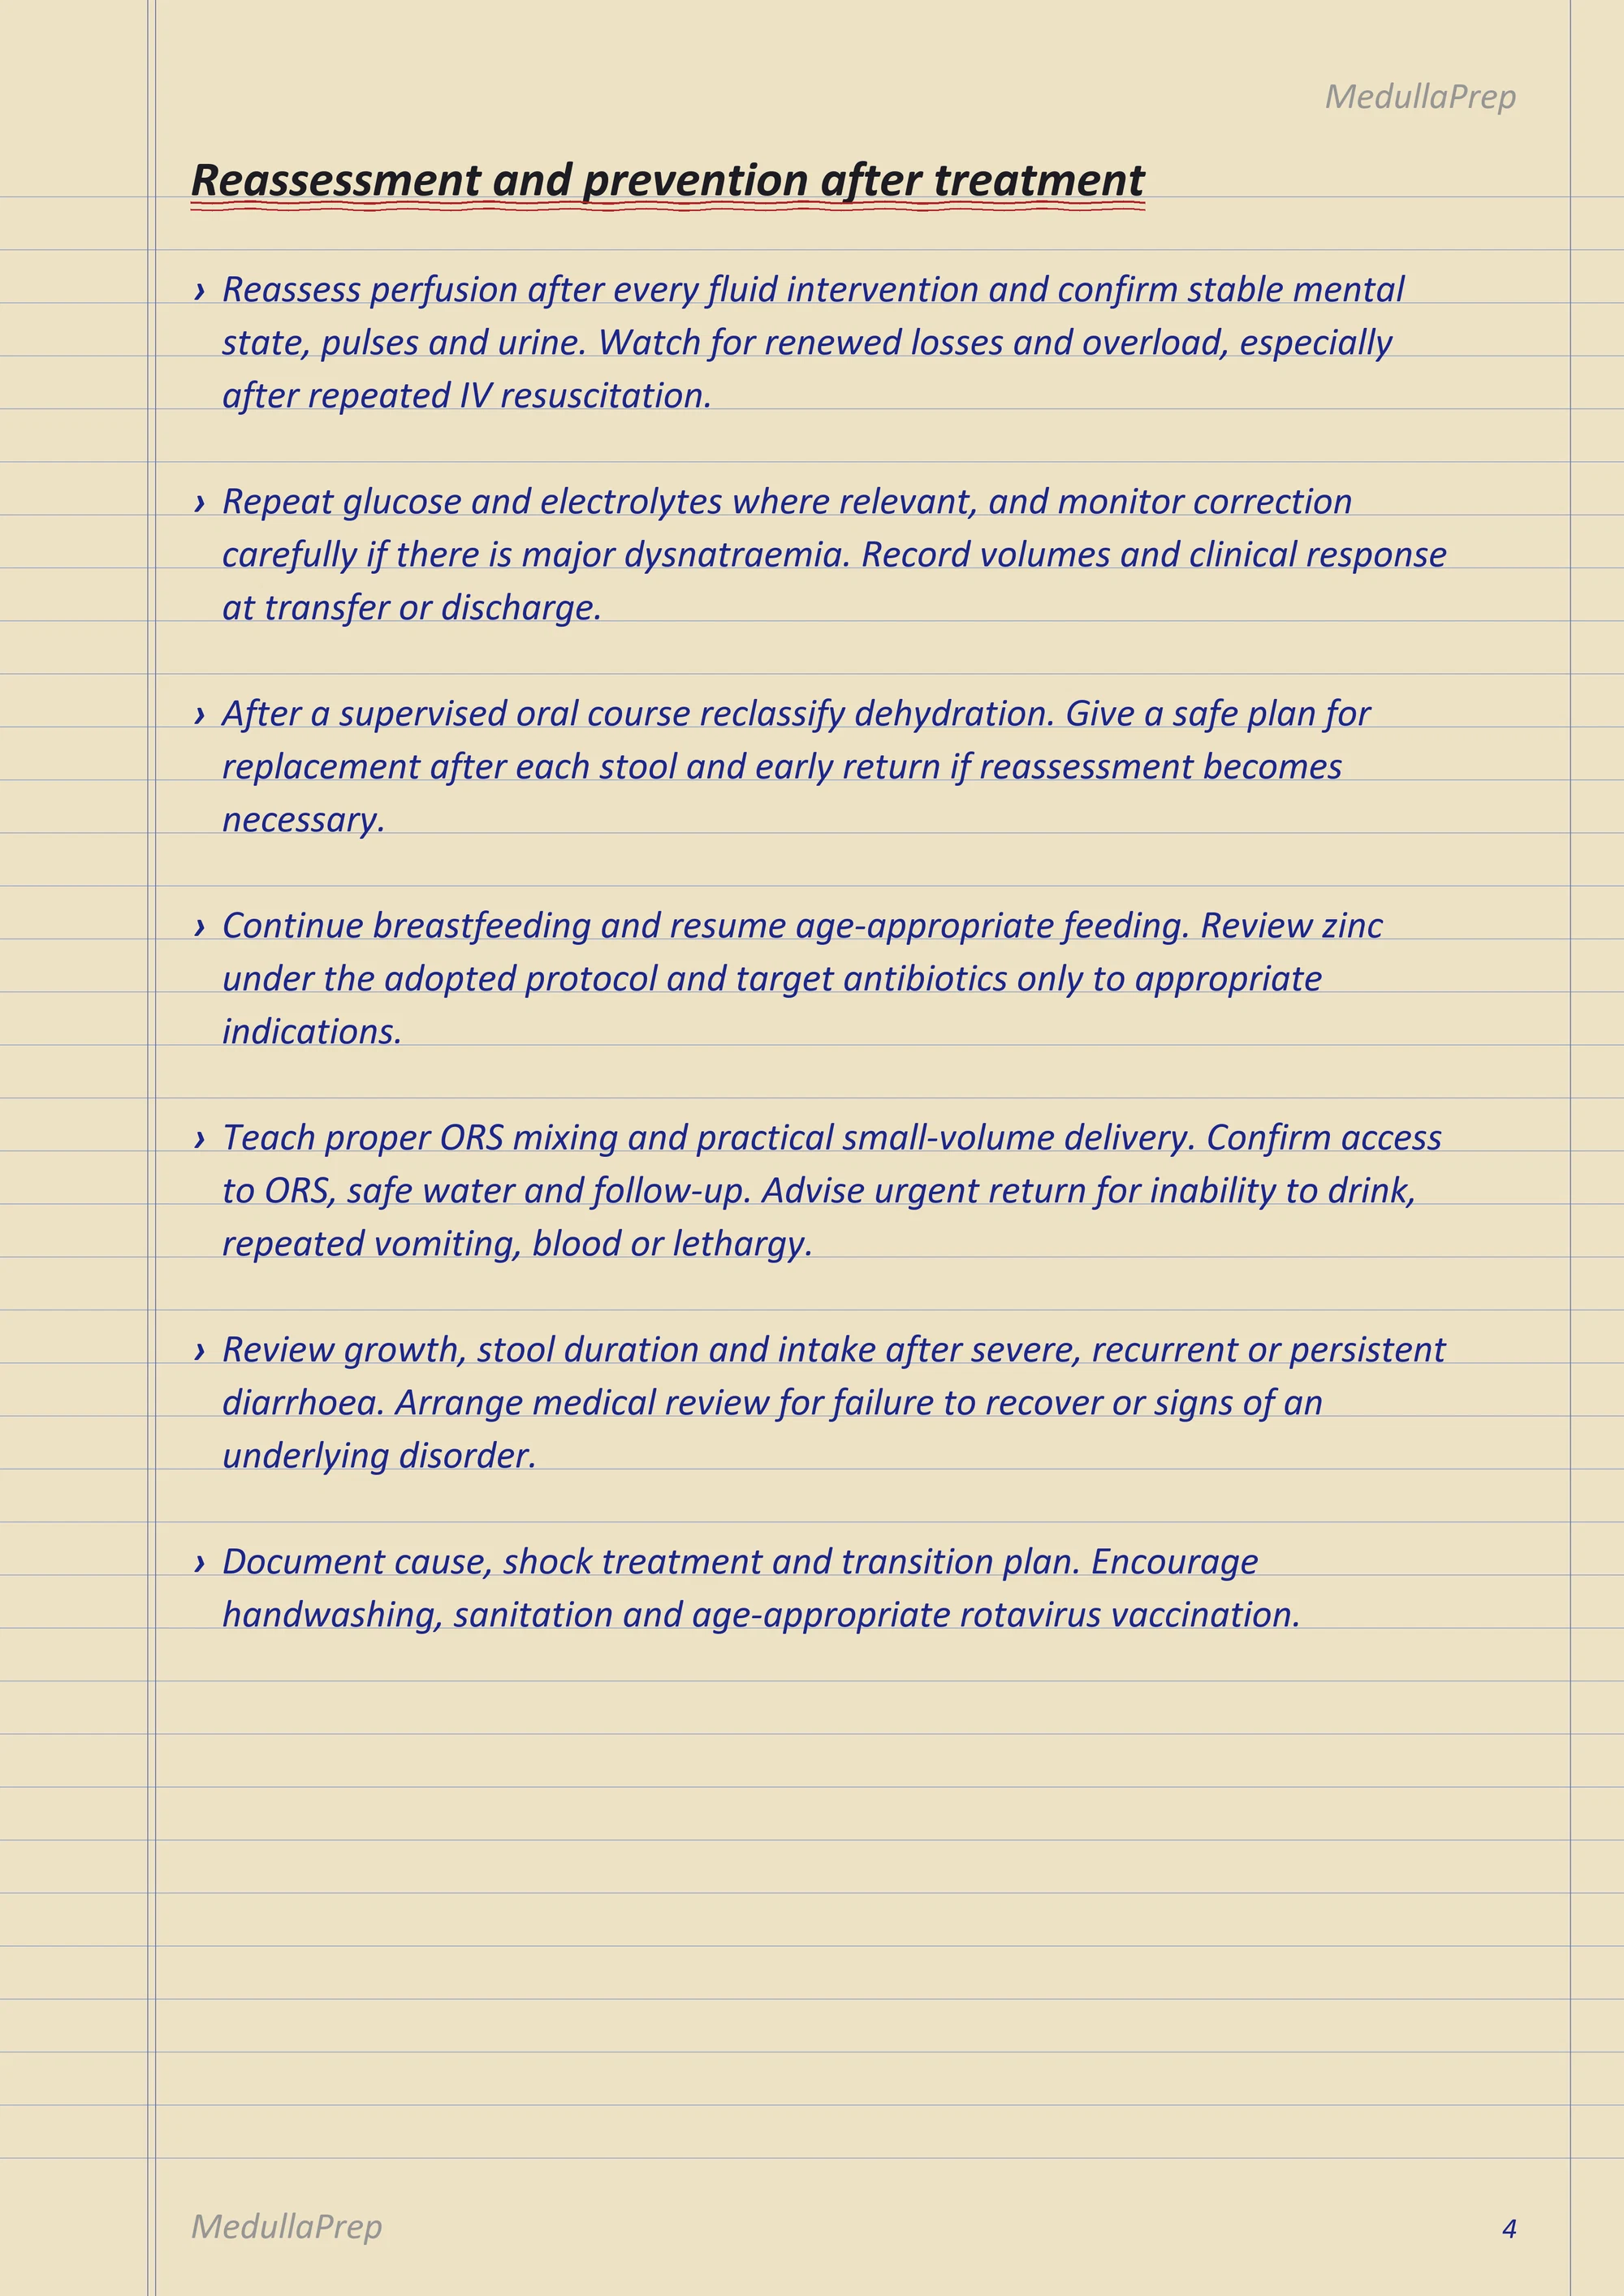 MedullaPrep
Reassessment and prevention after treatment
› Reassess perfusion after every fluid intervention and confirm stable mental
state, pulses and urine. Watch for renewed losses and overload, especially
after repeated IV resuscitation.
› Repeat glucose and electrolytes where relevant, and monitor correction
carefully if there is major dysnatraemia. Record volumes and clinical response
at transfer or discharge.
› After a supervised oral course reclassify dehydration. Give a safe plan for
replacement after each stool and early return if reassessment becomes
necessary.
› Continue breastfeeding and resume age-appropriate feeding. Review zinc
under the adopted protocol and target antibiotics only to appropriate
indications.
› Teach proper ORS mixing and practical small-volume delivery. Confirm access
to ORS, safe water and follow-up. Advise urgent return for inability to drink,
repeated vomiting, blood or lethargy.
› Review growth, stool duration and intake after severe, recurrent or persistent
diarrhoea. Arrange medical review for failure to recover or signs of an
underlying disorder.
› Document cause, shock treatment and transition plan. Encourage
handwashing, sanitation and age-appropriate rotavirus vaccination.
MedullaPrep
4